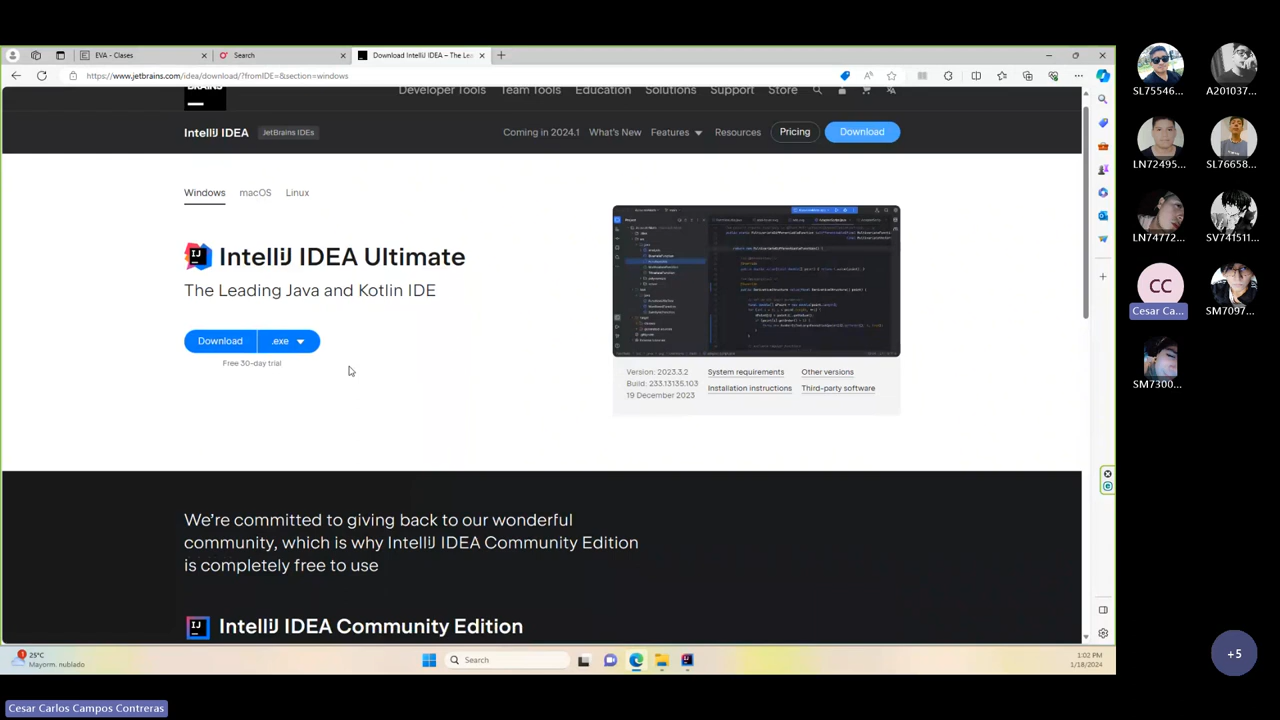 EVA - Clases
Search
Download IntelliJ IDEA – The Lea
https://www.jetbrains.com/idea/download/?fromIDE=&section=windows
BRAINS
Developer Tools
Team Tools
Education
Solutions
Support
Store
IntelliJ IDEA
JetBrains IDEs
Coming in 2024.1
What's New
Features
Resources
Pricing
Download
Windows
macOS
Linux
IntelliJ IDEA Ultimate
The Leading Java and Kotlin IDE
Download
.exe
Free 30-day trial
Version: 2023.3.2
Build: 233.13135.103
19 December 2023
System requirements
Installation instructions
Other versions
Third-party software
We're committed to giving back to our wonderful
community, which is why IntelliJ IDEA Community Edition
is completely free to use
IntelliJ IDEA Community Edition
25°C
Mayorm. nublado
Search
1:02 PM
1/18/2024
SL75546...
A201037...
LN72495...
SL76658...
LN74772...
SV741511...
CC
Cesar Ca...
SM7097...
SM7300...
+5
Cesar Carlos Campos Contreras